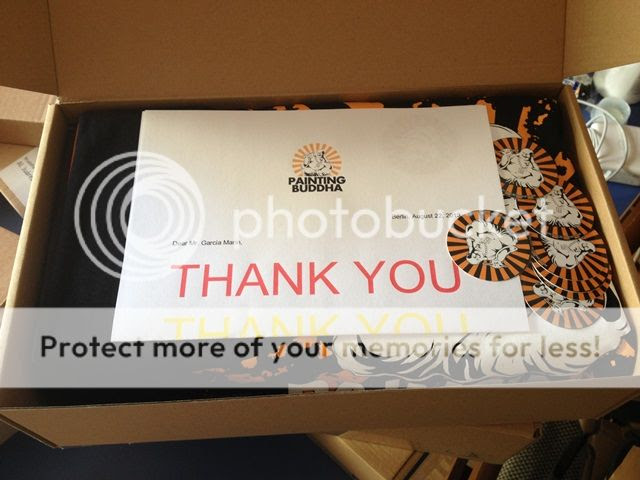 PAINTING
BUDDHA
Berlin, August 22, 
Dear Mr. Garcia Marin,
THANK YOU
THANK YOU
photobucket
Protect more of your memories for less!